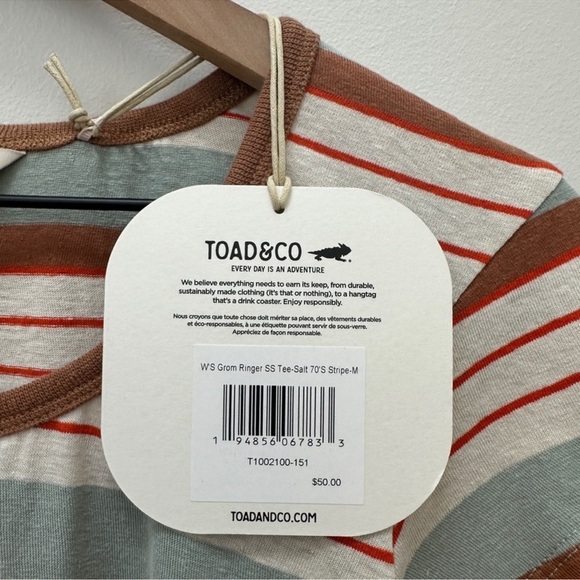 TOAD&CO
EVERY DAY IS AN ADVENTURE
We believe everything needs to earn its keep, from durable,
sustainably made clothing (it's that or nothing), to a hangtag
that's a drink coaster. Enjoy responsibly.
Nous croyons que toute chose doit mériter sa place, des vêtements durables
et éco-responsables, à une étiquette pouvant servir de sous-verre.
Appréciez de façon responsable.
W'S Grom Ringer SS Tee-Salt 70'S Stripe-M
1 94856 06783 3
T1002100-151
$50.00
TOADANDCO.COM